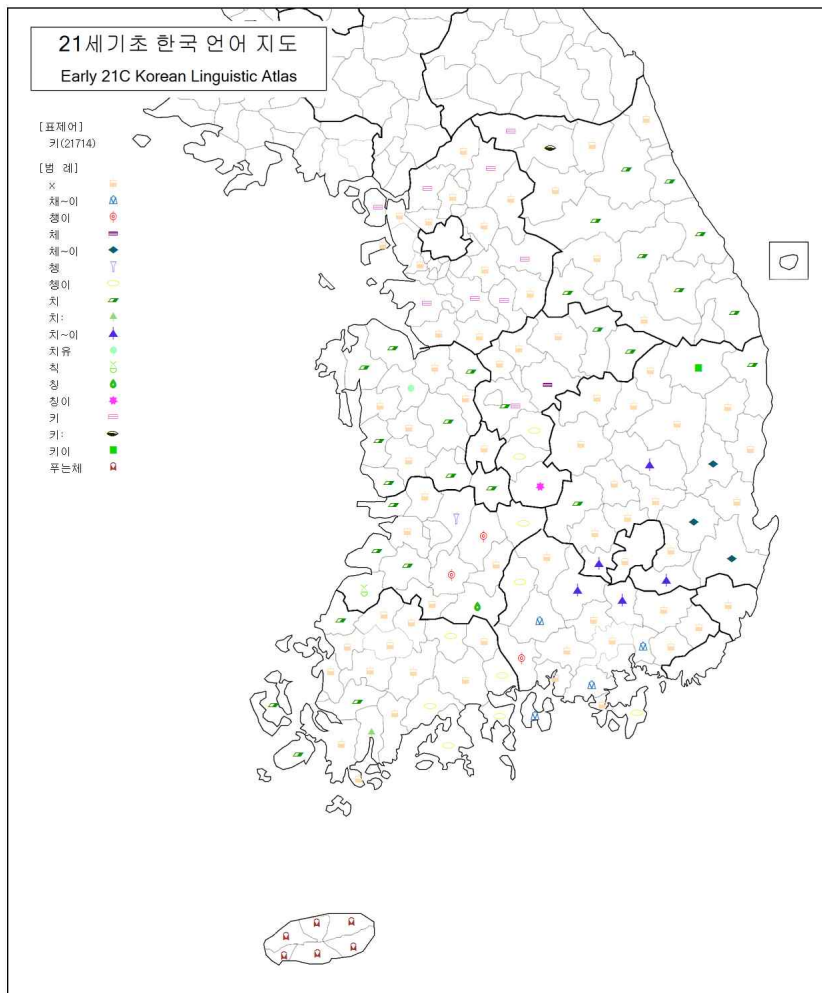 21세기초 한국 언어 지도
Early 21C Korean Linguistic Atlas
[표제어]
키(21714)
[범 례]
×
채~이
챙이
체
체~이
쳉
쳉이
치
치:
치~이
치유
칙
칭
칭이
키
키:
키이
푸는체